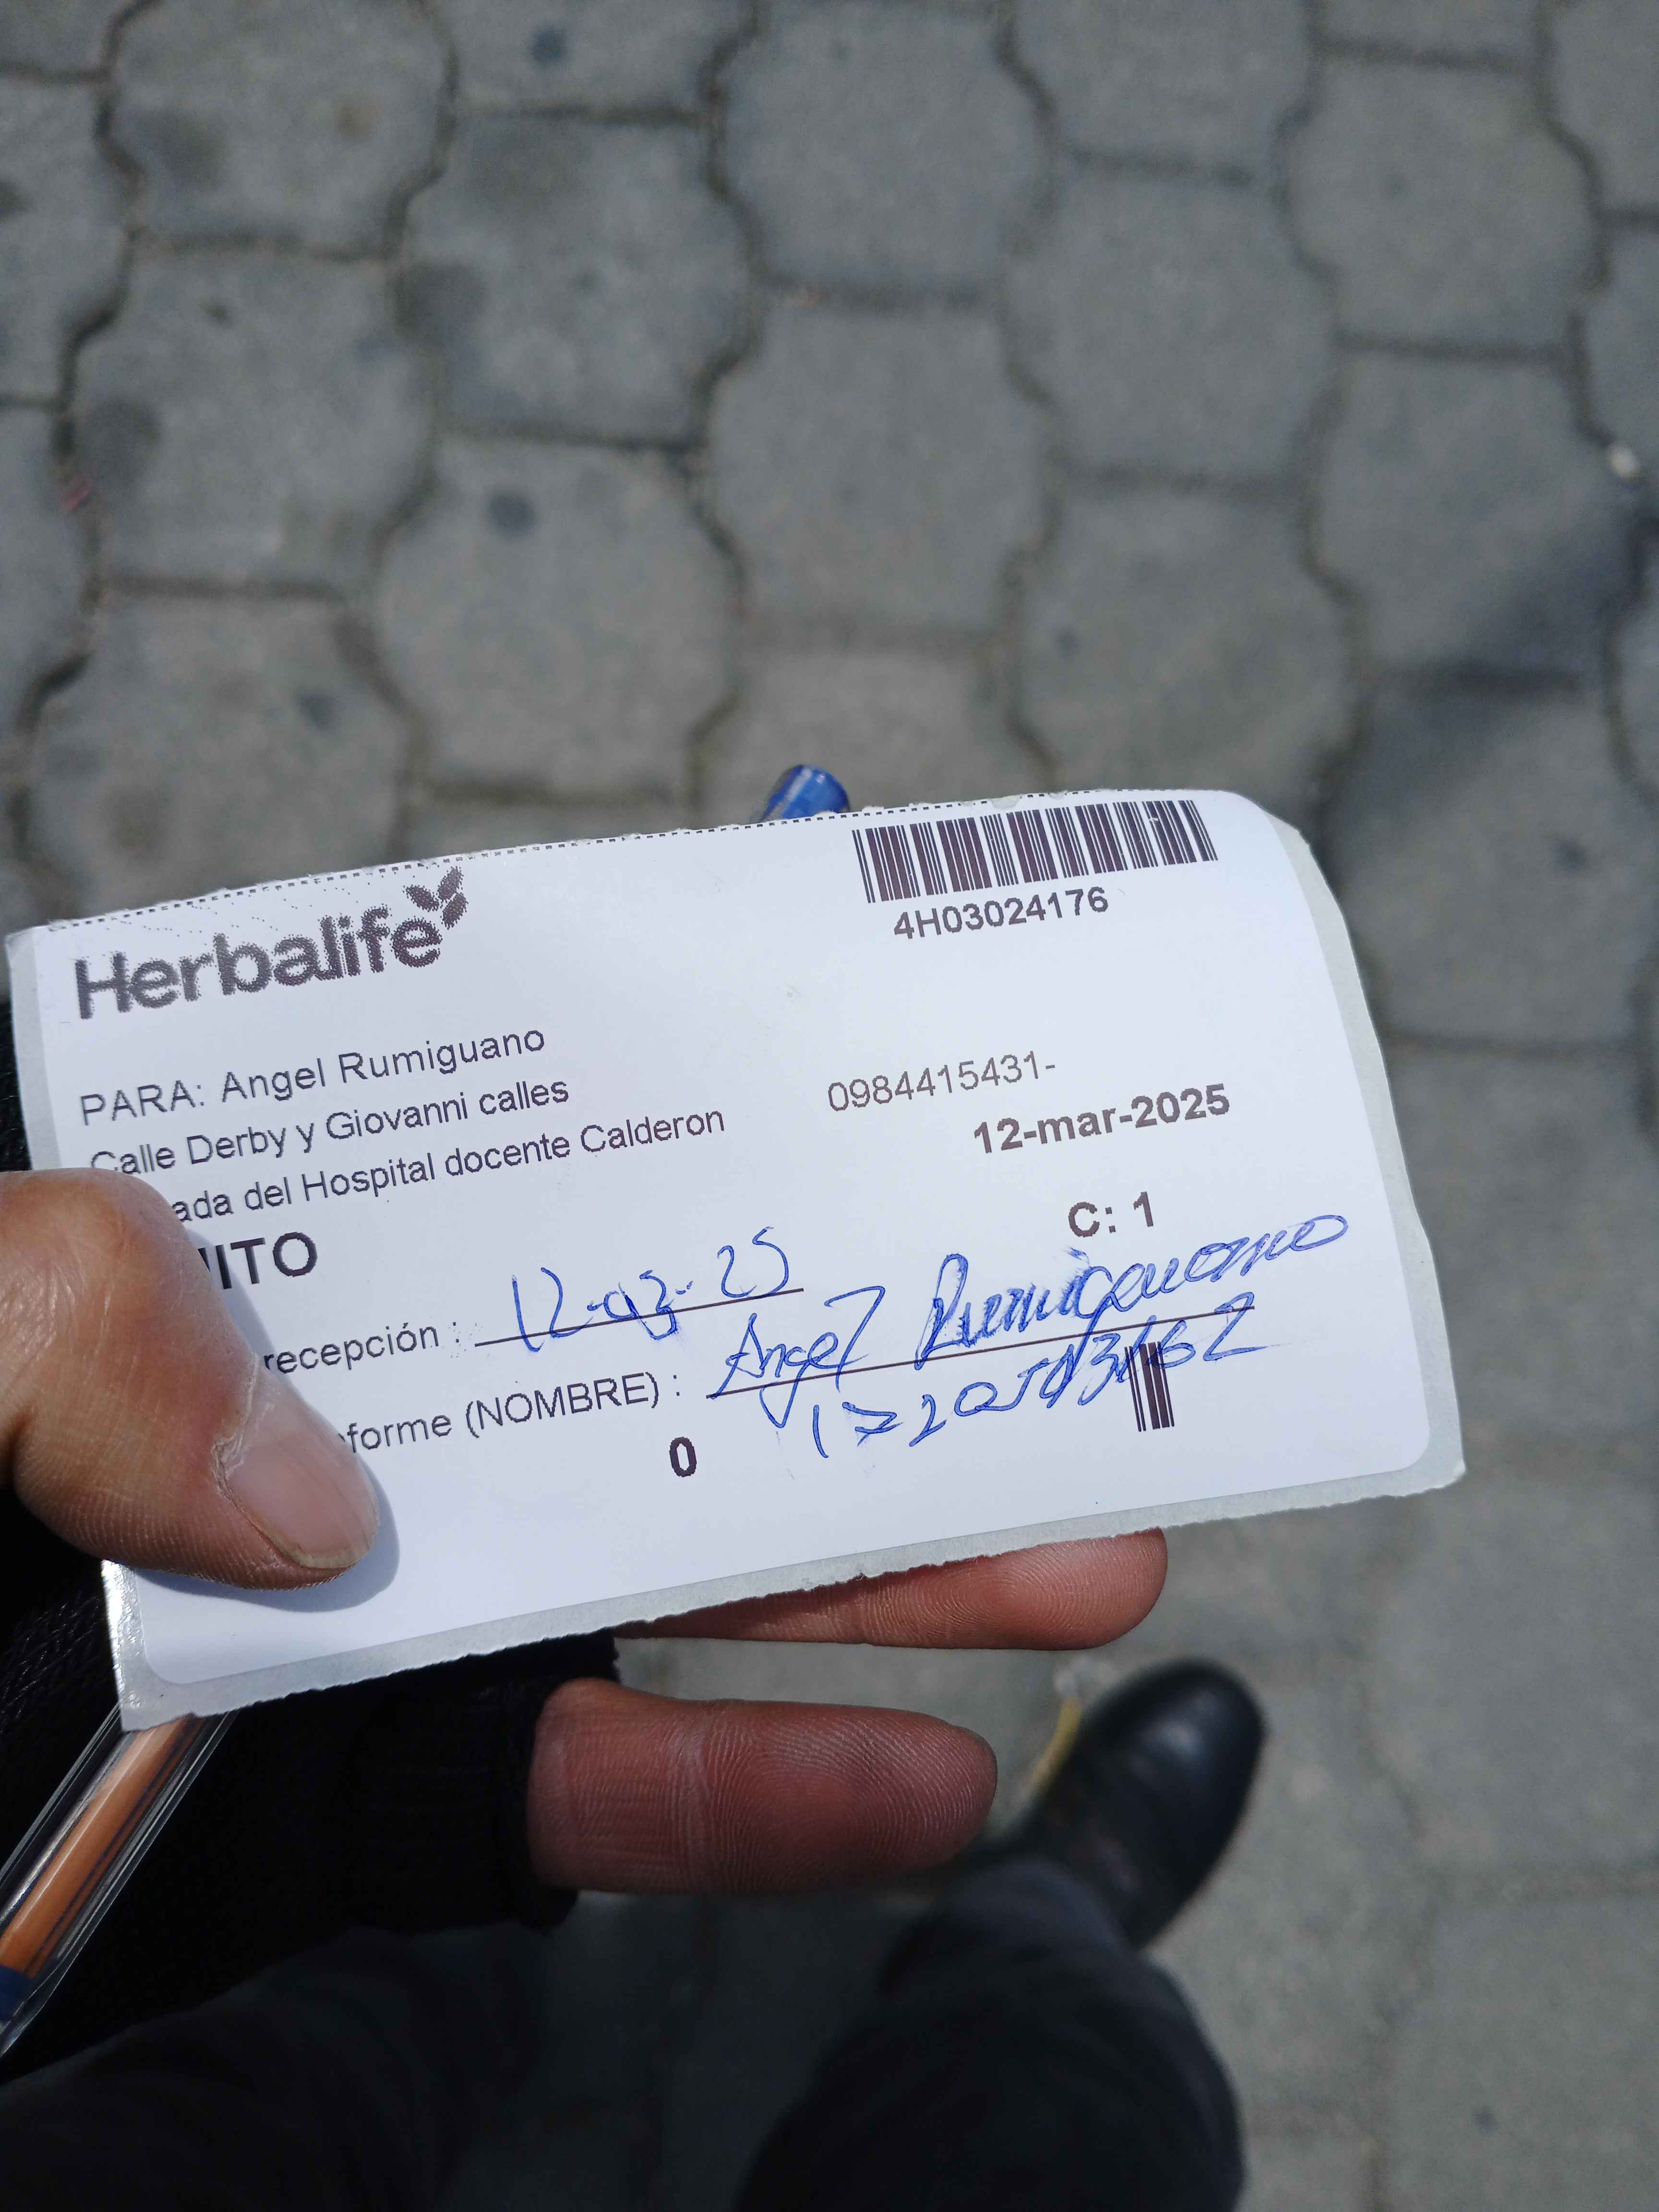 Herbalife
4H03024176
PARA: Angel Rumiguano
0984415431-
Calle Derby y Giovanni calles
12-mar-2025
ada del Hospital docente Calderon
C: 1
ITO
recepción : 12-03-25
forme (NOMBRE) : Angel Rumiguano
0